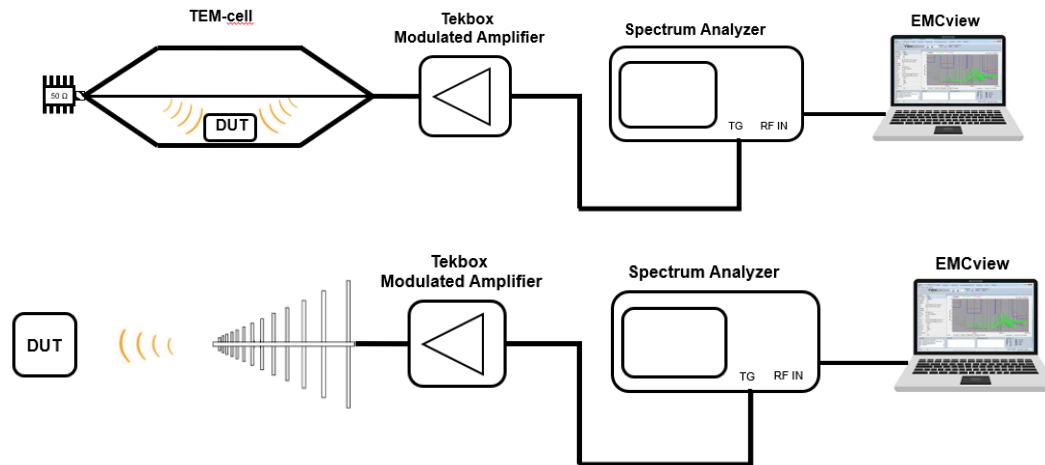 TEM-cell
Tekbox
Modulated Amplifier
Spectrum Analyzer
EMCview
50 Ω
DUT
TG RF IN
Tekbox
Modulated Amplifier
Spectrum Analyzer
EMCview
DUT
TG RF IN